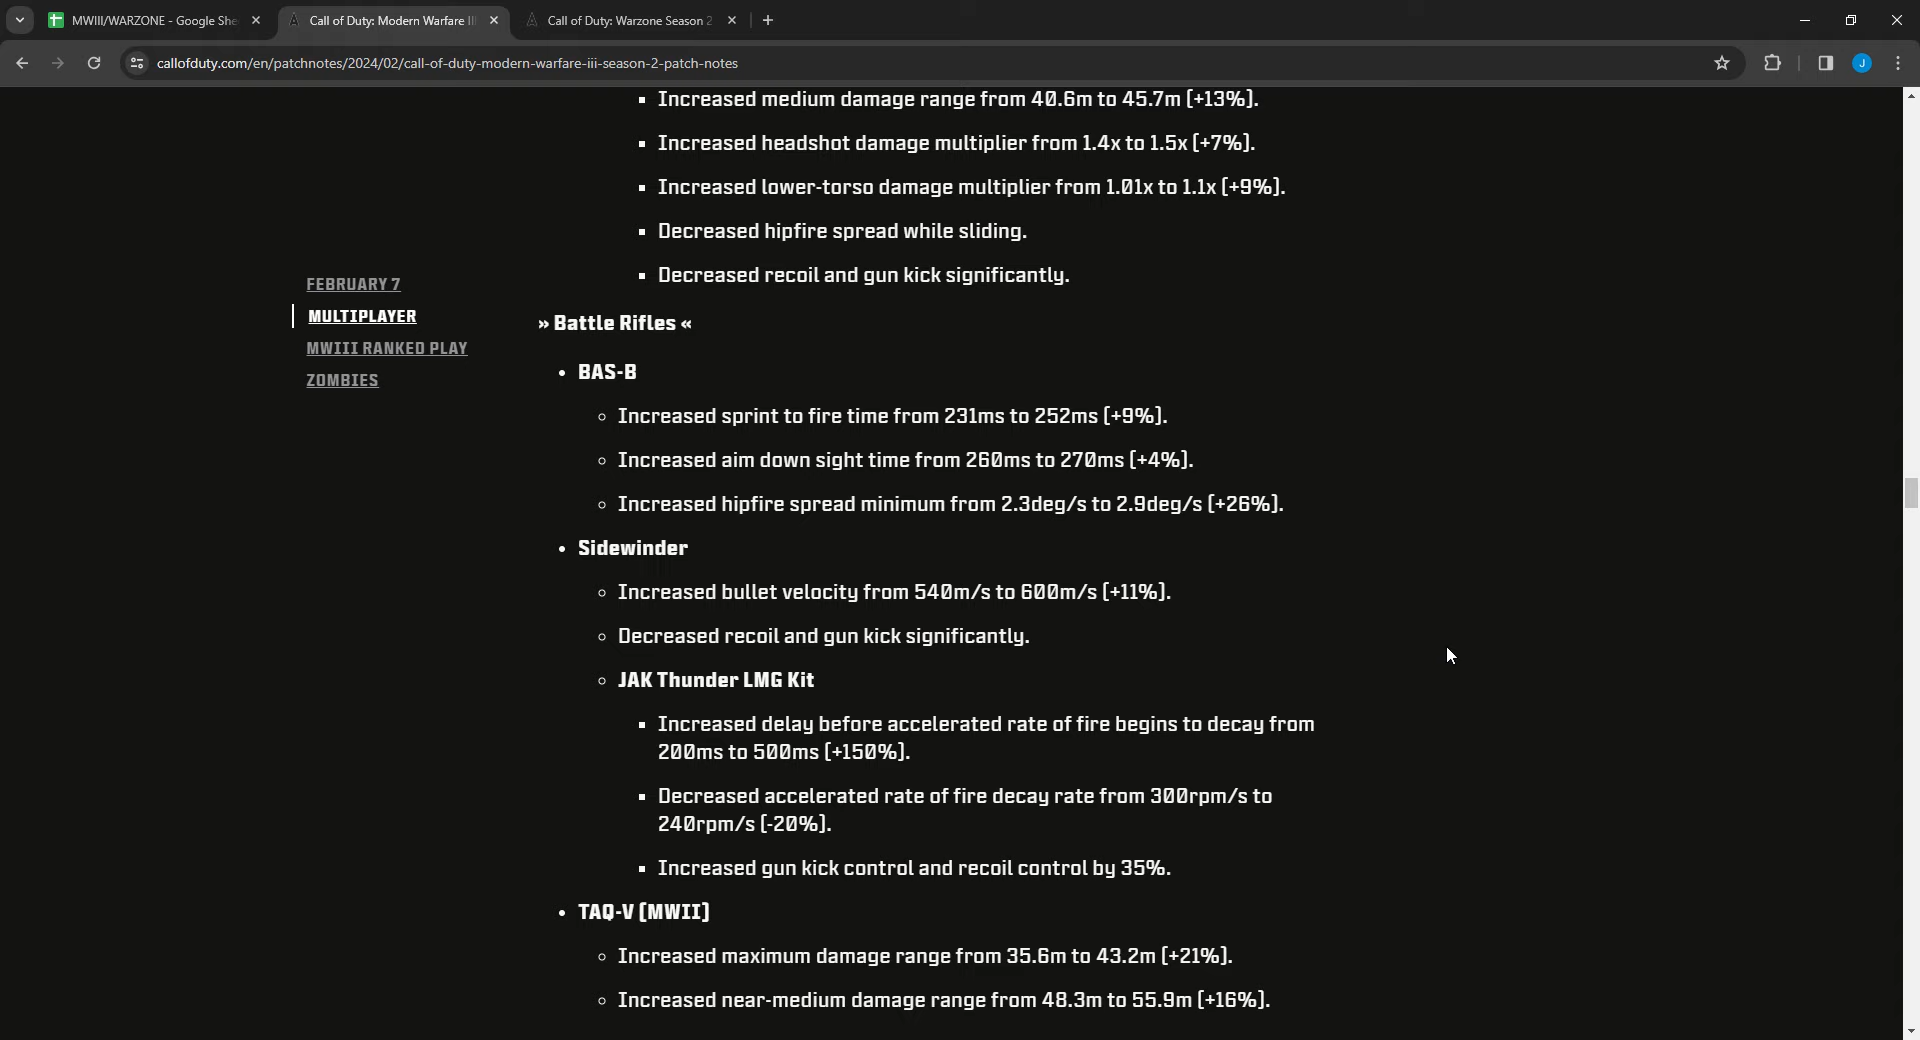 MWIII/WARZONE - Google She
Call of Duty: Modern Warfare III
Call of Duty: Warzone Season 2
callofduty.com/en/patchnotes/2024/02/call-of-duty-modern-warfare-iii-season-2-patch-notes
J
FEBRUARY 7
MULTIPLAYER
MWIII RANKED PLAY
ZOMBIES
Increased medium damage range from 40.6m to 45.7m (+13%).
Increased headshot damage multiplier from 1.4x to 1.5x (+7%).
Increased lower-torso damage multiplier from 1.01x to 1.1x (+9%).
Decreased hipfire spread while sliding.
Decreased recoil and gun kick significantly.
» Battle Rifles «
BAS-B
Increased sprint to fire time from 231ms to 252ms (+9%).
Increased aim down sight time from 260ms to 270ms (+4%).
Increased hipfire spread minimum from 2.3deg/s to 2.9deg/s (+26%).
Sidewinder
Increased bullet velocity from 540m/s to 600m/s (+11%).
Decreased recoil and gun kick significantly.
JAK Thunder LMG Kit
Increased delay before accelerated rate of fire begins to decay from
200ms to 500ms (+150%).
Decreased accelerated rate of fire decay rate from 300rpm/s to
240rpm/s (-20%).
Increased gun kick control and recoil control by 35%.
TAQ-V (MWII)
Increased maximum damage range from 35.6m to 43.2m (+21%).
Increased near-medium damage range from 48.3m to 55.9m (+16%).